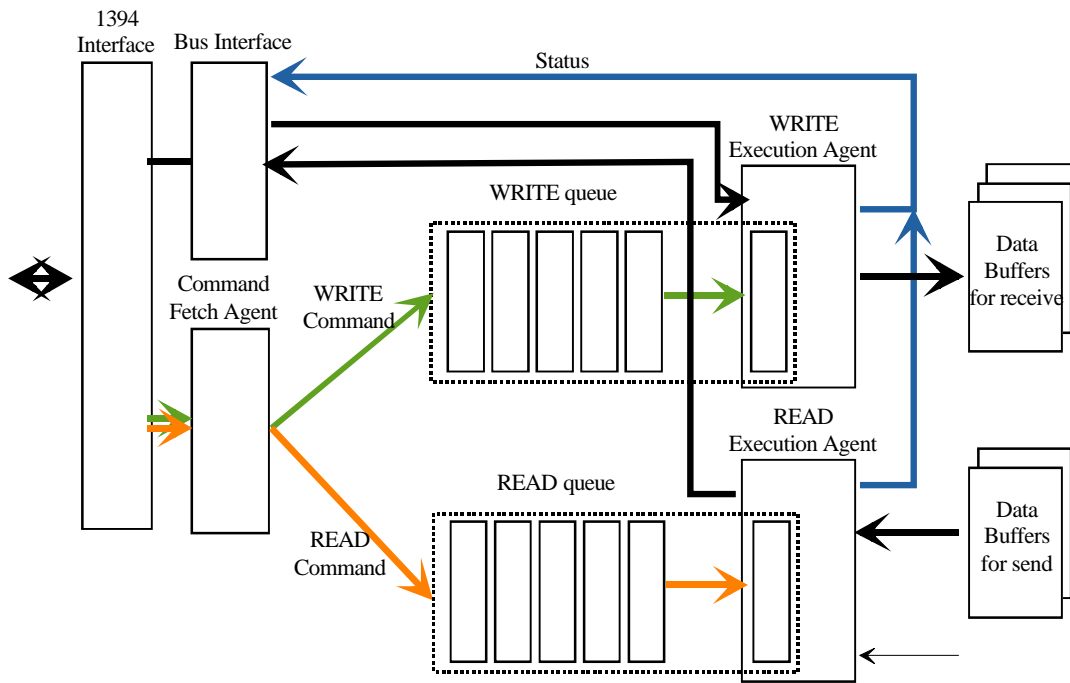 1394
Interface
Bus Interface
Status
WRITE
Execution Agent
WRITE queue
Data
Buffers
for receive
Command
Fetch Agent
WRITE
Command
READ
Execution Agent
READ queue
Data
Buffers
for send
READ
Command